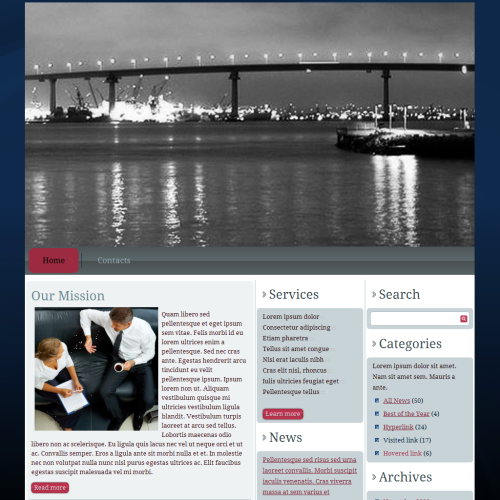 Home
Contacts
Our Mission
Quam libero sed
pellentesque et eget ipsum
sem vitae. Felis morbi id eu
lorem ultrices enim a
pellentesque. Sed nec cras
ante. Egestas hendrerit arcu
tincidunt eu velit
pellentesque ipsum. Ipsum
lorem non ut. Aliquam
vestibulum quisque mi
ultricies vestibulum ligula
blandit. Vestibulum turpis
laoreet at arcu sed tellus.
Lobortis maecenas odio
libero non ac scelerisque. Eu ligula quis lacus nec vel ut neque orci et ut
ac. Convallis semper. Eros a ligula ante sit morbi nulla et et. In molestie
nec non volutpat nulla nunc nisl purus egestas ultrices ac. Elit faucibus
egestas suscipit malesuada vel mi morbi.
Read more
Services
Lorem ipsum dolor
Consectetur adipiscing
Etiam pharetra
Tellus sit amet congue
Nisi erat iaculis nibh
Cras elit nisl, rhoncus
Iulis ultricies feugiat eget
Pellentesque tellus
Learn more
News
Pellentesque sed risus sed urna
laoreet convallis. Morbi suscipit
iaculis venenatis. Cras viverra
massa at sem varius et
Search
Categories
Lorem ipsum dolor sit amet.
Nam sit amet sem. Mauris a
ante.
All News (50)
Best of the Year (4)
Hyperlink (24)
Visited link (17)
Hovered link (6)
Archives